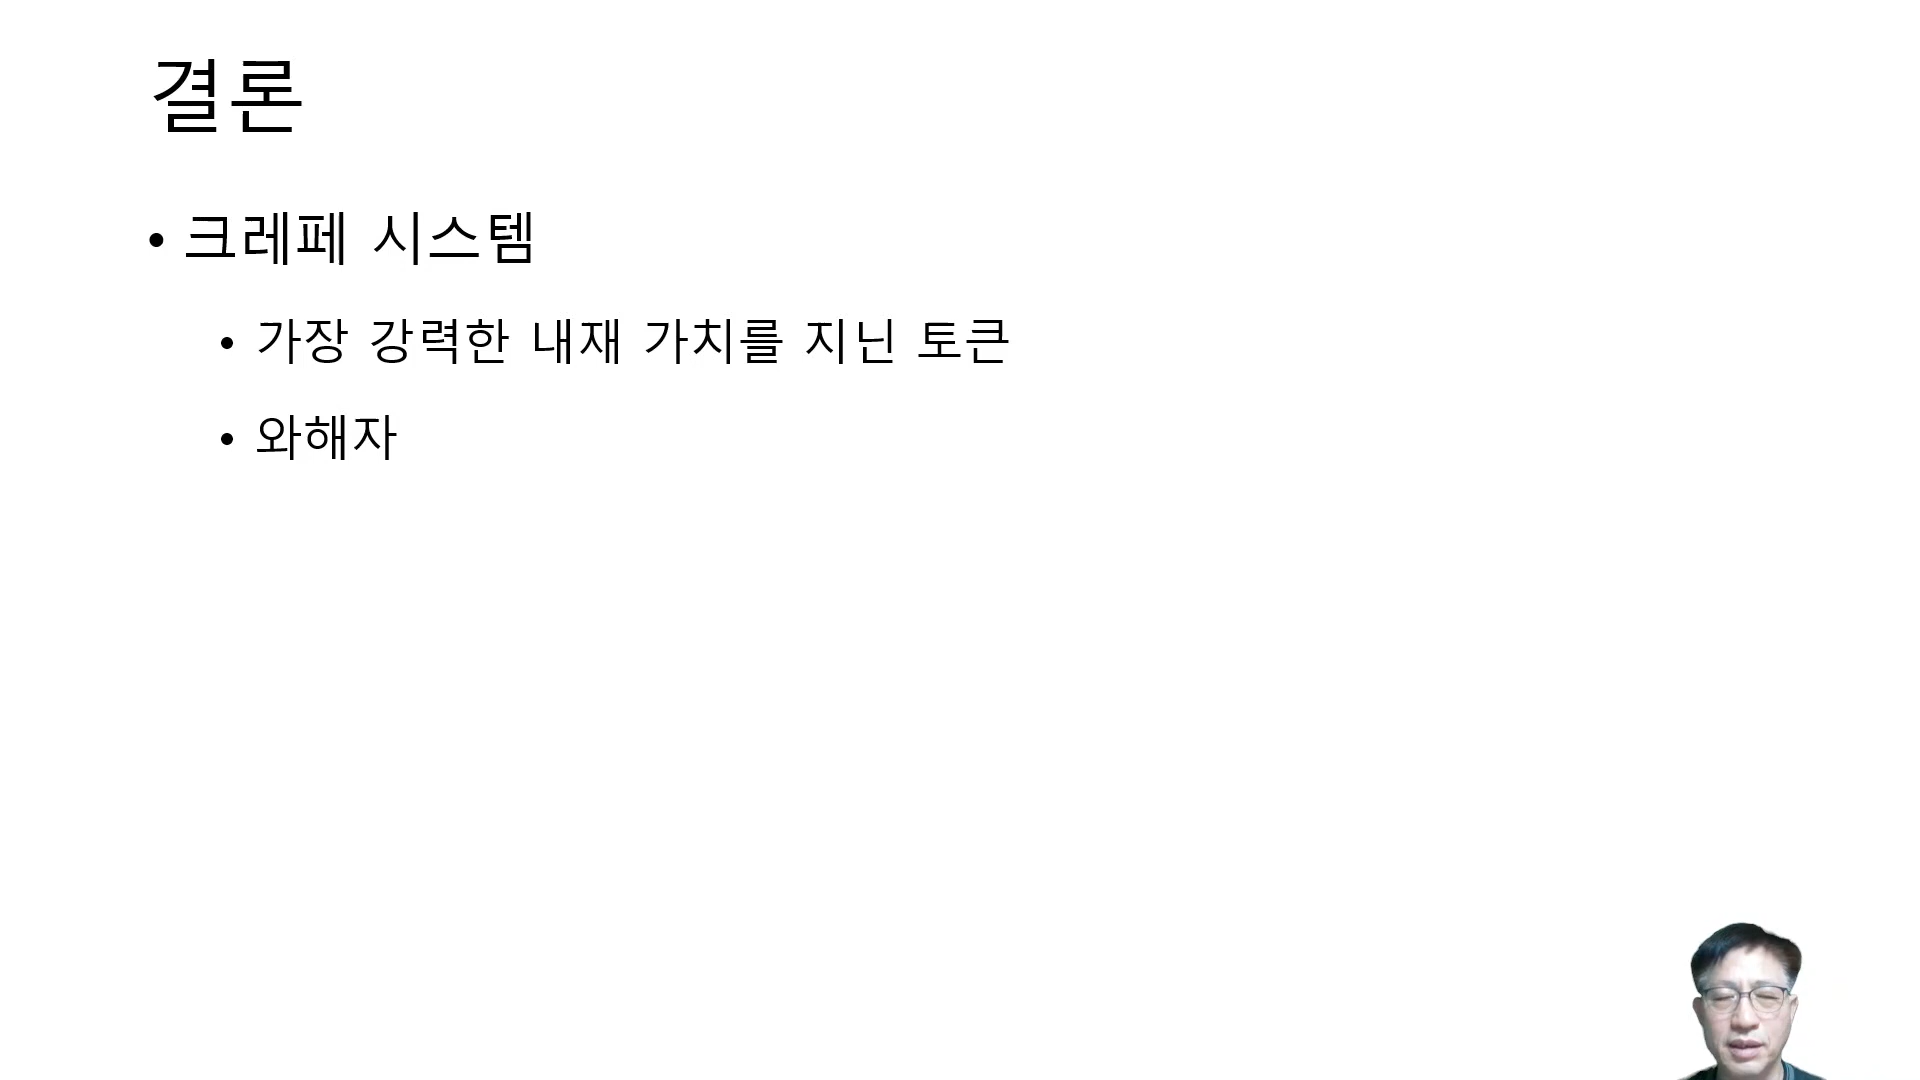 결론
• 크레페 시스템
• 가장 강력한 내재 가치를 지닌 토큰
• 와해자